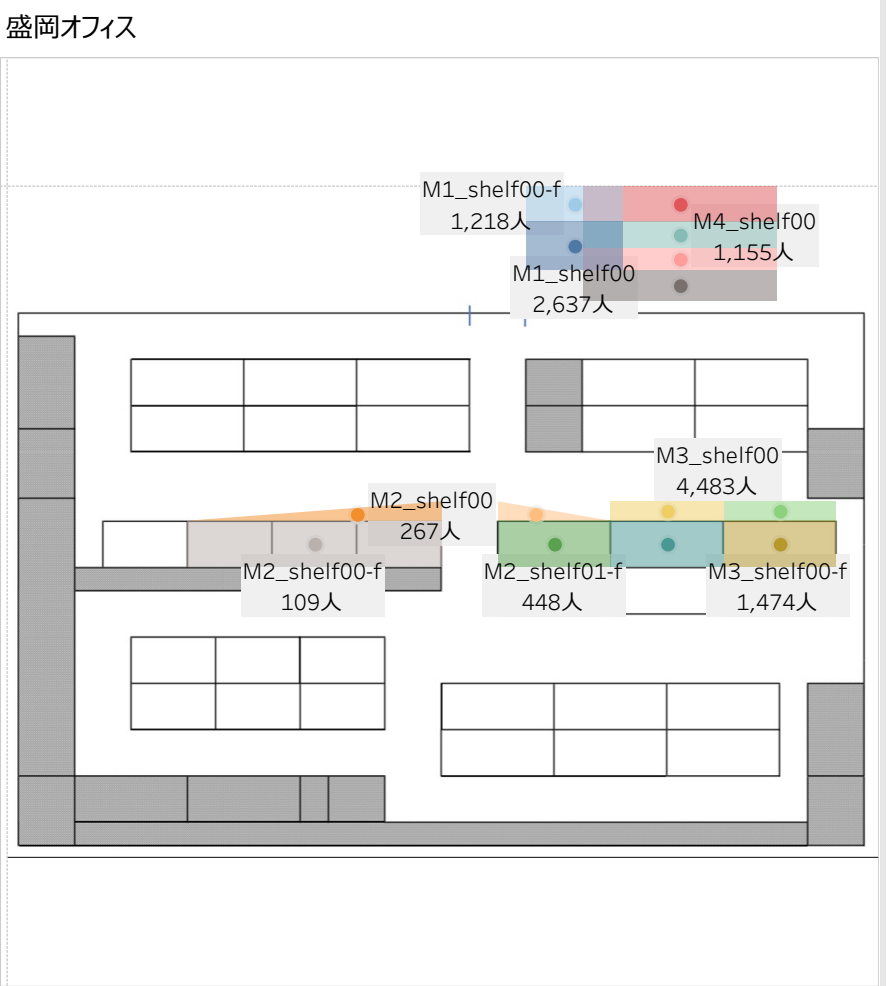 盛岡オフィス
M1_shelf00-f
1,218人
M4_shelf00
1,155人
M1_shelf00
2,637人
M3_shelf00
4,483人
M2_shelf00
267人
M2_shelf00-f
109人
M2_shelf01-f
448人
M3_shelf00-f
1,474人